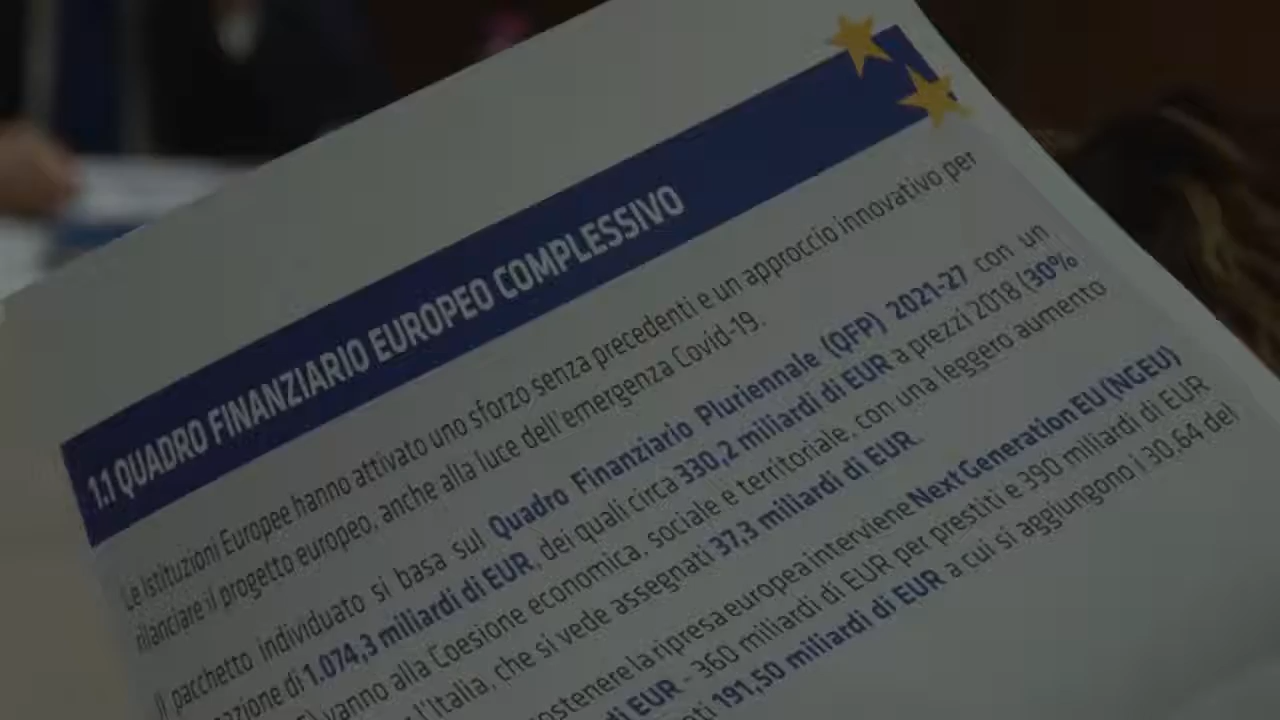 1.1 QUADRO FINANZIARIO EUROPEO COMPLESSIVO
Le Istituzioni Europee hanno attivato uno sforzo senza precedenti e un approccio innovativo per
rilanciare il progetto europeo, anche alla luce dell'emergenza Covid-19.
Il pacchetto individuato si basa sul Quadro Finanziario Pluriennale (QFP) 2021-27 con un
azione di 1.074,3 miliardi di EUR, dei quali circa 330,2 miliardi di EUR a prezzi 2018 (30%
vanno alla Coesione economica, sociale e territoriale, con una leggero aumento
l'Italia, che si vede assegnati 37,3 miliardi di EUR.
ostenere la ripresa europea interviene Next Generation EU (NGEU)
di EUR - 360 miliardi di EUR per prestiti e 390 miliardi di EUR
ti 191,50 miliardi di EUR a cui si aggiungono i 30,64 del